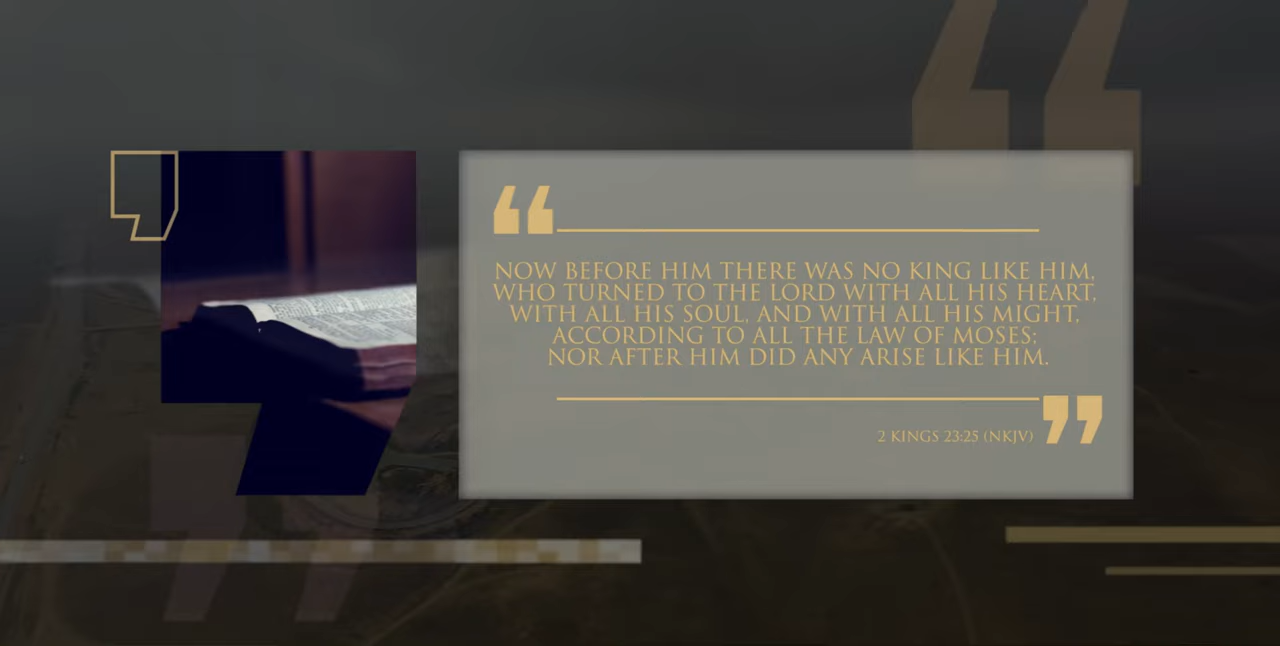 “
NOW BEFORE HIM THERE WAS NO KING LIKE HIM,
WHO TURNED TO THE LORD WITH ALL HIS HEART,
WITH ALL HIS SOUL, AND WITH ALL HIS MIGHT,
ACCORDING TO ALL THE LAW OF MOSES;
NOR AFTER HIM DID ANY ARISE LIKE HIM.
”
2 KINGS 23:25 (NKJV)